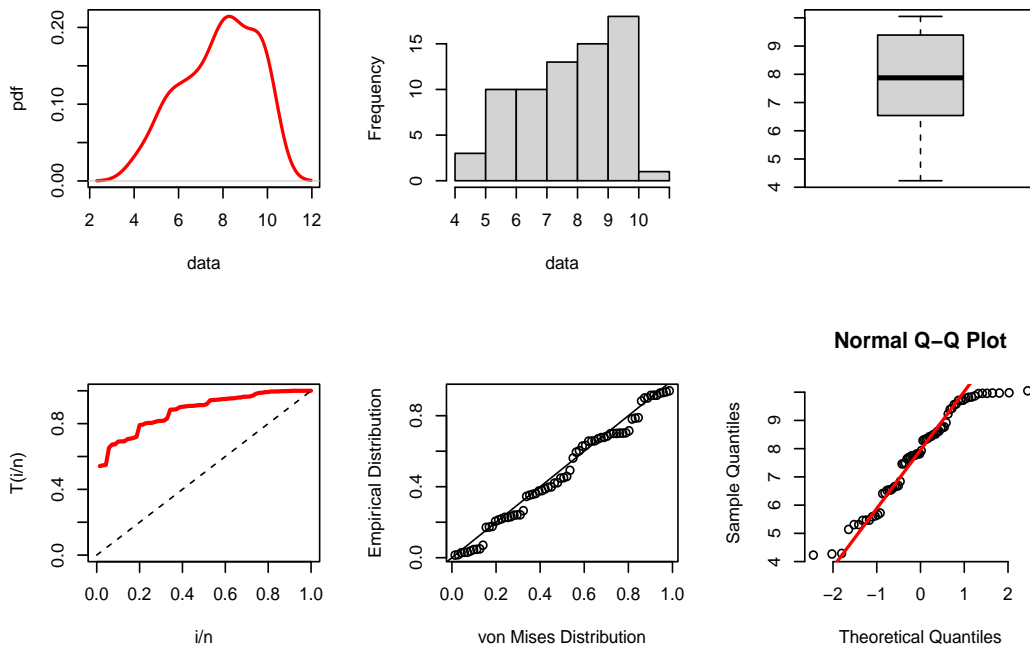 pdf
0.00
0.10
0.20
2 4 6 8 10 12
data
Frequency
0
5
10
15
4 5 6 7 8 9 10
data
4
5
6
7
8
9
T(i/n)
0.0
0.4
0.8
0.0 0.2 0.4 0.6 0.8 1.0
i/n
Empirical Distribution
0.0
0.4
0.8
0.0 0.2 0.4 0.6 0.8 1.0
von Mises Distribution
Normal Q−Q Plot
Sample Quantiles
4
5
6
7
8
9
−2 −1 0 1 2
Theoretical Quantiles